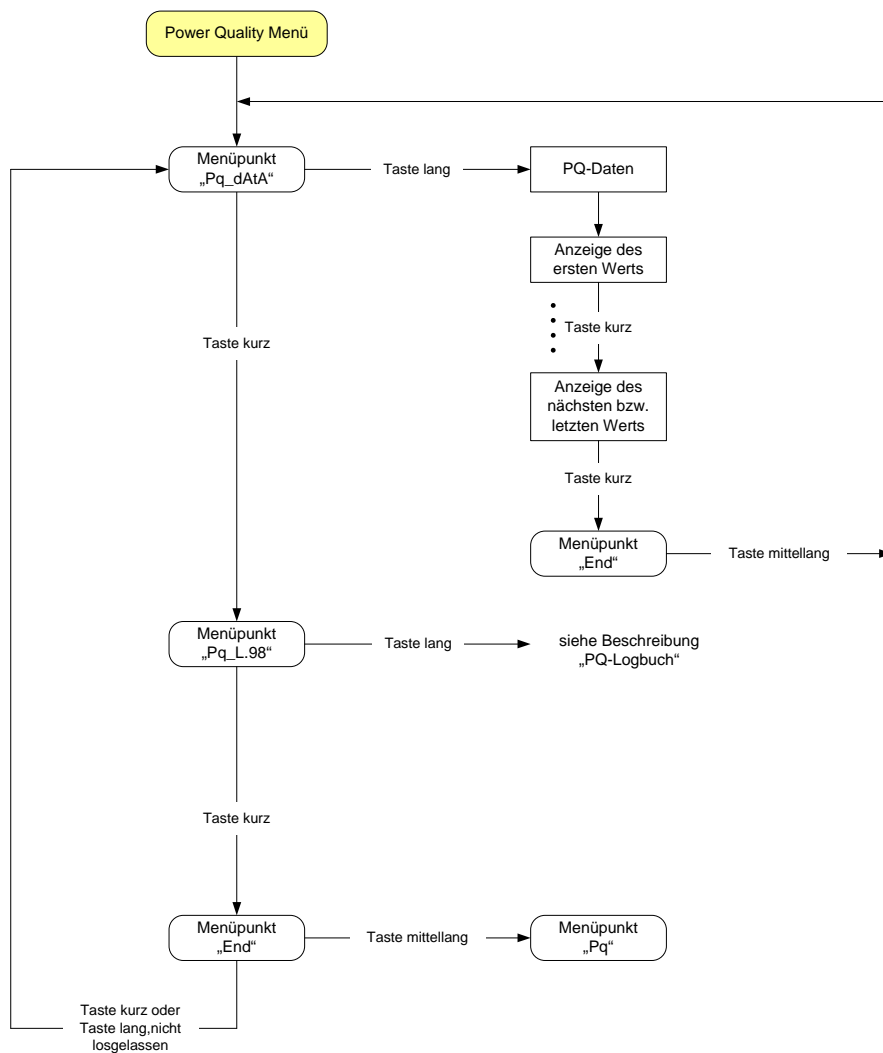 Power Quality Menü
Menüpunkt
„Pq_dAtA“
Taste lang
PQ-Daten
Anzeige des
ersten Werts
Taste kurz
Taste kurz
Anzeige des
nächsten bzw.
letzten Werts
Taste kurz
Menüpunkt
„End“
Taste mittellang
Menüpunkt
„Pq_L.98“
Taste lang
siehe Beschreibung
„PQ-Logbuch“
Taste kurz
Menüpunkt
„End“
Taste mittellang
Menüpunkt
„Pq“
Taste kurz oder
Taste lang,nicht
losgelassen